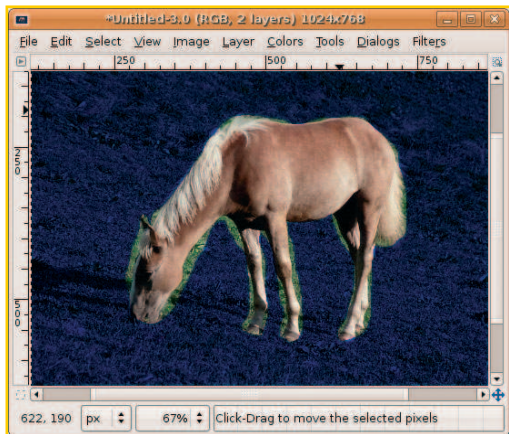 *Untitled-3.0 (RGB, 2 layers) 1024x768
File Edit Select View Image Layer Colors Tools Dialogs Filters
250 500 750
250
500
622, 190 px 67% Click-Drag to move the selected pixels